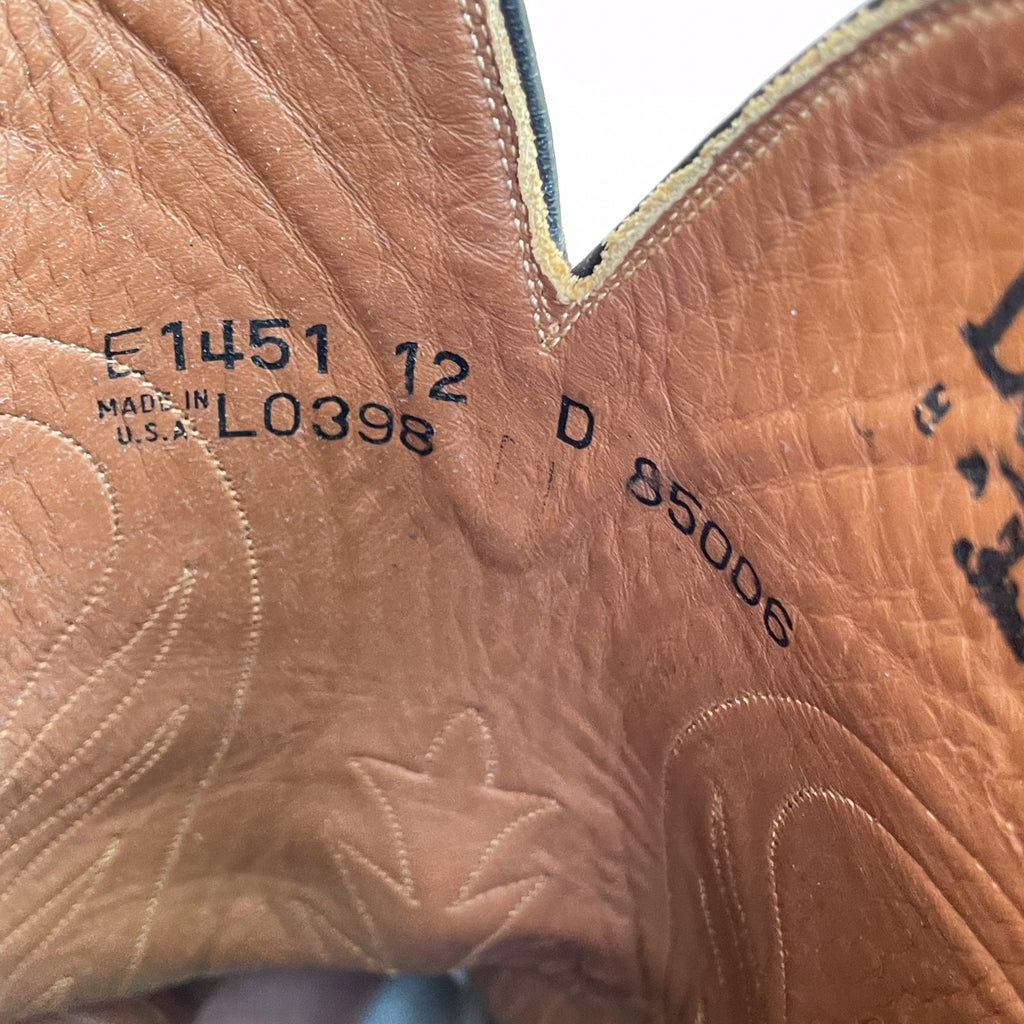 E1451 12
MADE IN
U.S.A.
L0398
D
85006